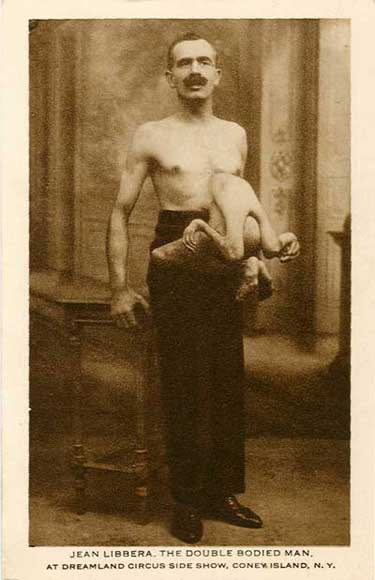 JEAN LIBBERA, THE DOUBLE BODIED MAN,
AT DREAMLAND CIRCUS SIDE SHOW, CONEY ISLAND, N. Y.